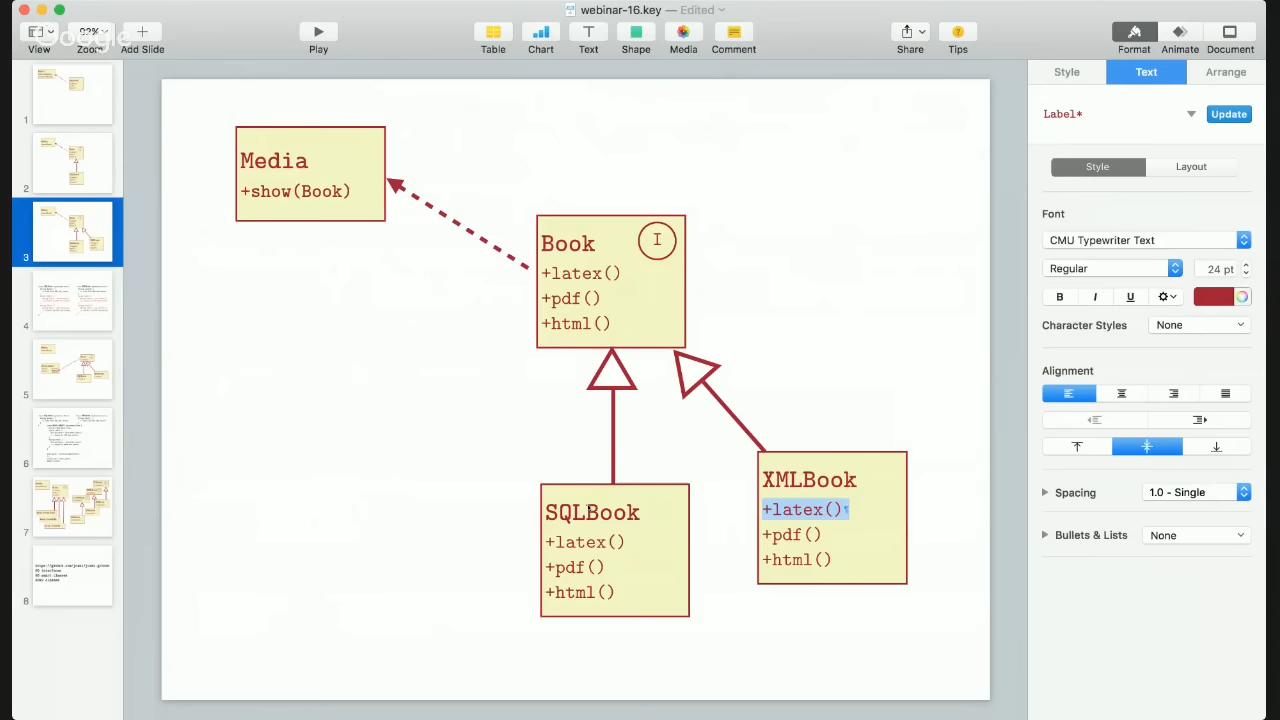 webinar-16.key — Edited
Google
View
Zoom
Add Slide
Play
Table
Chart
Text
Shape
Media
Comment
Share
Tips
Format
Animate
Document
Style
Text
Arrange
Label*
Update
Style
Layout
Font
CMU Typewriter Text
Regular
24 pt
B
I
U
Character Styles
None
Alignment
Spacing
1.0 - Single
Bullets & Lists
None
1
2
3
4
5
6
7
8
Media
+show(Book)
Book
I
+latex()
+pdf()
+html()
SQLBook
+latex()
+pdf()
+html()
XMLBook
+latex()
+pdf()
+html()